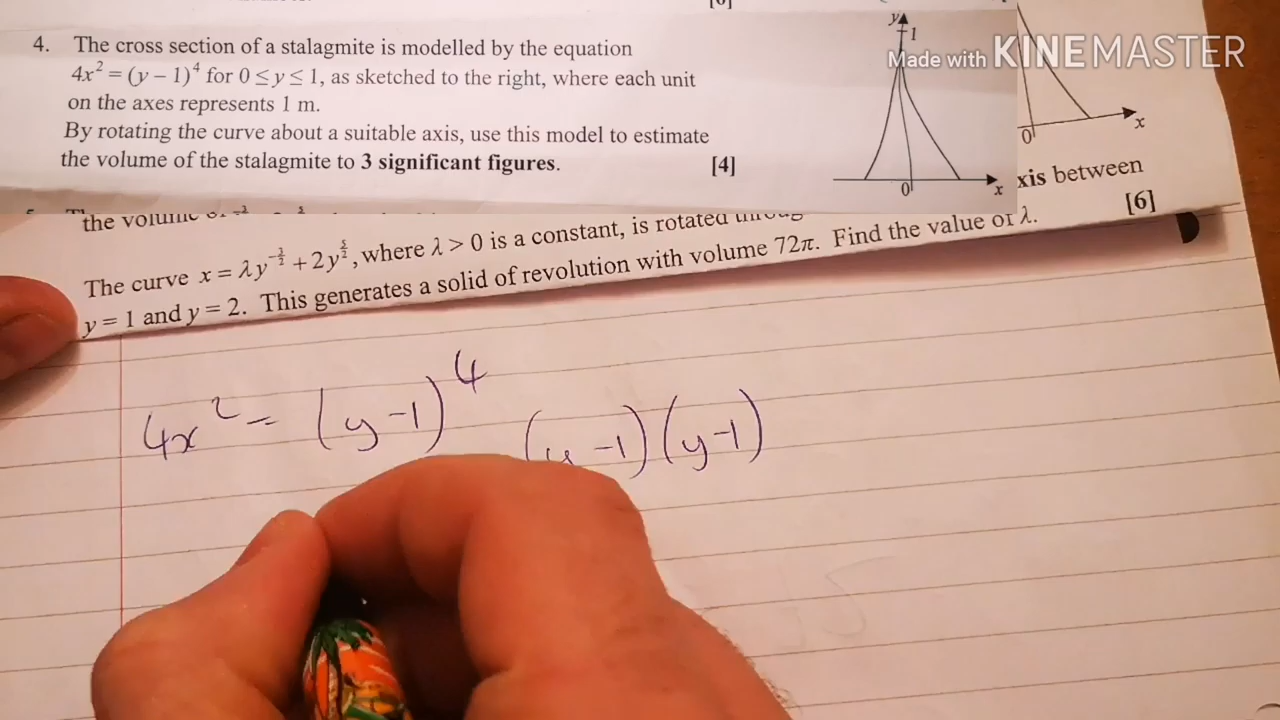 [6]
4. The cross section of a stalagmite is modelled by the equation
4x² = (y − 1)⁴ for 0 ≤ y ≤ 1, as sketched to the right, where each unit
on the axes represents 1 m.
By rotating the curve about a suitable axis, use this model to estimate
the volume of the stalagmite to 3 significant figures. [4]
y
1
0
x
Made with KINEMASTER
0
x
xis between
the volume
The curve x = λy^{-1/2} + 2y^{5/2}, where λ > 0 is a constant, is rotated [6]
y = 1 and y = 2. This generates a solid of revolution with volume 72π. Find the value of λ.
4x² = (y −1)⁴
(y −1)(y −1)